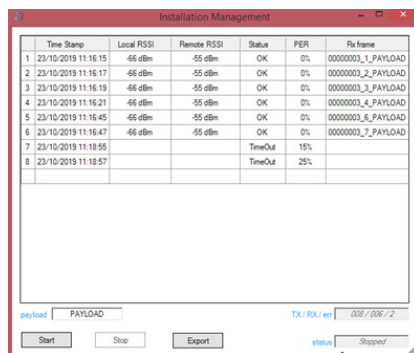 Installation Management
Time Stamp Local RSSI Remote RSSI Status PER Rx frame
1 23/10/2019 11:16:15 -66 dBm -55 dBm OK 0% 00000003_1_PAYLOAD
2 23/10/2019 11:16:17 -66 dBm -55 dBm OK 0% 00000003_2_PAYLOAD
3 23/10/2019 11:16:19 -66 dBm -55 dBm OK 0% 00000003_3_PAYLOAD
4 23/10/2019 11:16:21 -66 dBm -55 dBm OK 0% 00000003_4_PAYLOAD
5 23/10/2019 11:16:45 -66 dBm -55 dBm OK 0% 00000003_6_PAYLOAD
6 23/10/2019 11:16:47 -66 dBm -55 dBm OK 0% 00000003_7_PAYLOAD
7 23/10/2019 11:18:55 TimeOut 15%
8 23/10/2019 11:18:57 TimeOut 25%
payload PAYLOAD TX / RX / err 008 / 006 / 2
Start Stop Export status Stopped